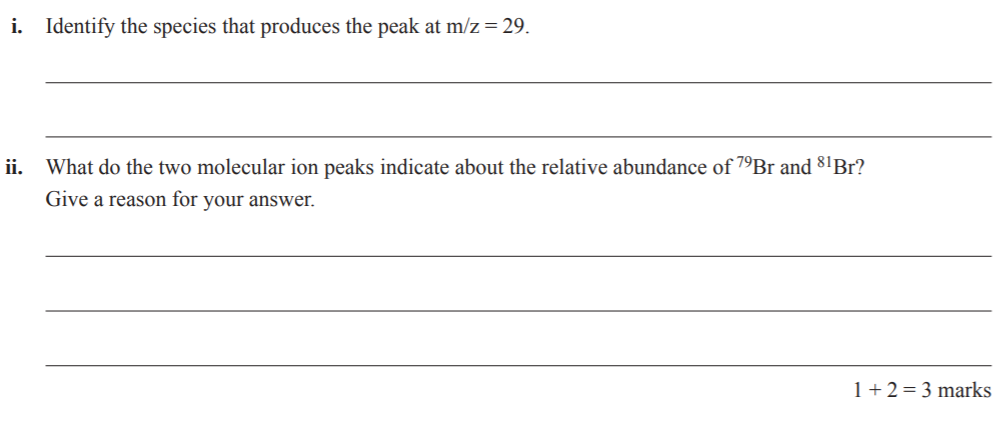 i. Identify the species that produces the peak at m/z = 29.
ii. What do the two molecular ion peaks indicate about the relative abundance of ⁷⁹Br and ⁸¹Br?
Give a reason for your answer.
1 + 2 = 3 marks